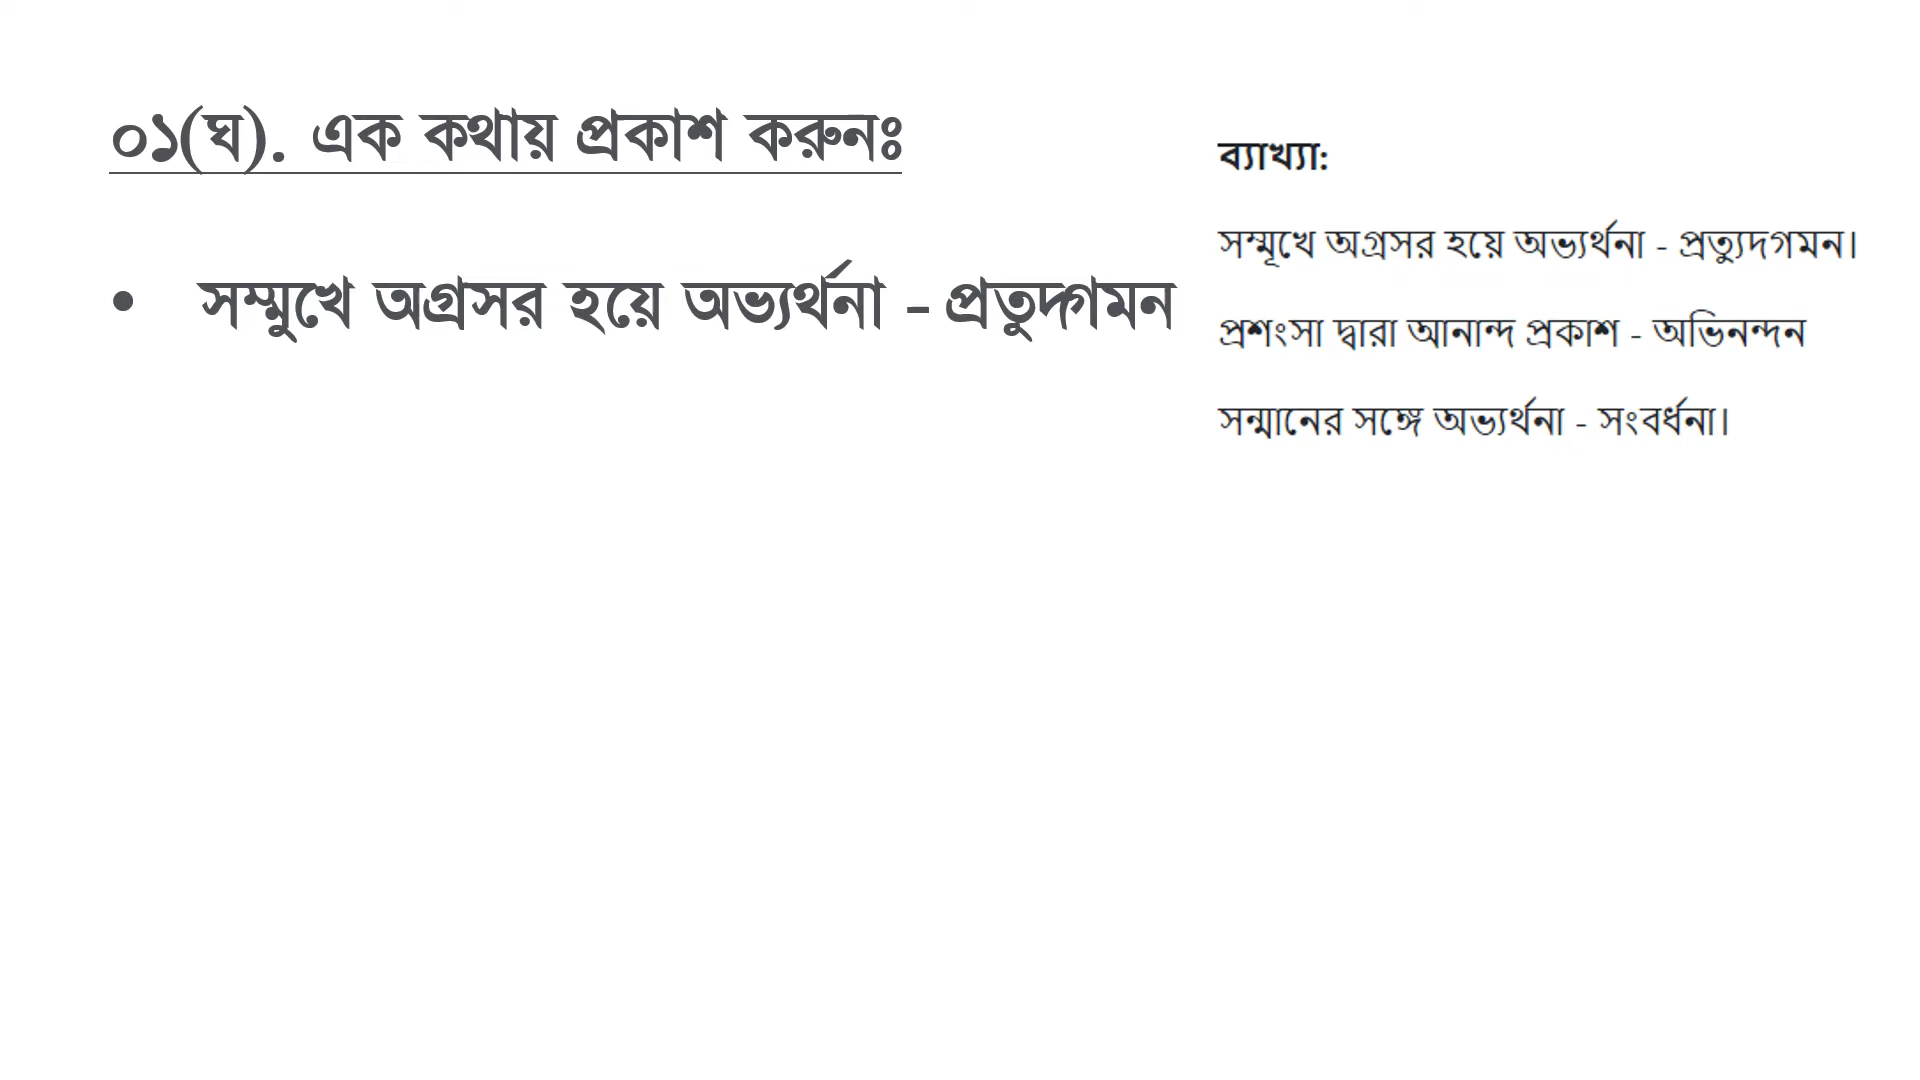 ০১(ঘ). এক কথায় প্রকাশ করুনঃ
• সম্মুখে অগ্রসর হয়ে অভ্যর্থনা - প্রতুদ্গমন
ব্যাখ্যা:
সম্মূখে অগ্রসর হয়ে অভ্যর্থনা - প্রত্যুদগমন।
প্রশংসা দ্বারা আনান্দ প্রকাশ - অভিনন্দন
সন্মানের সঙ্গে অভ্যর্থনা - সংবর্ধনা।